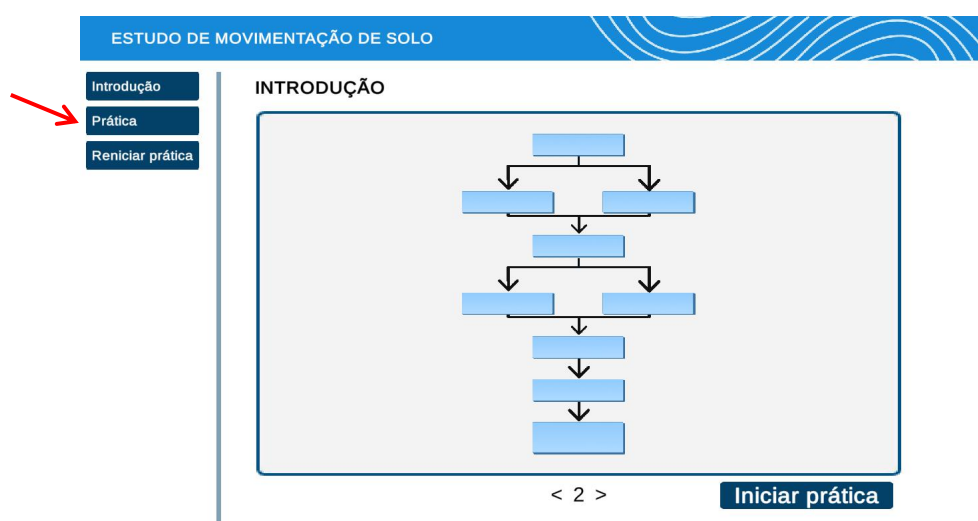 ESTUDO DE MOVIMENTAÇÃO DE SOLO
Introdução
Prática
Reniciar prática
INTRODUÇÃO
< 2 >
Iniciar prática